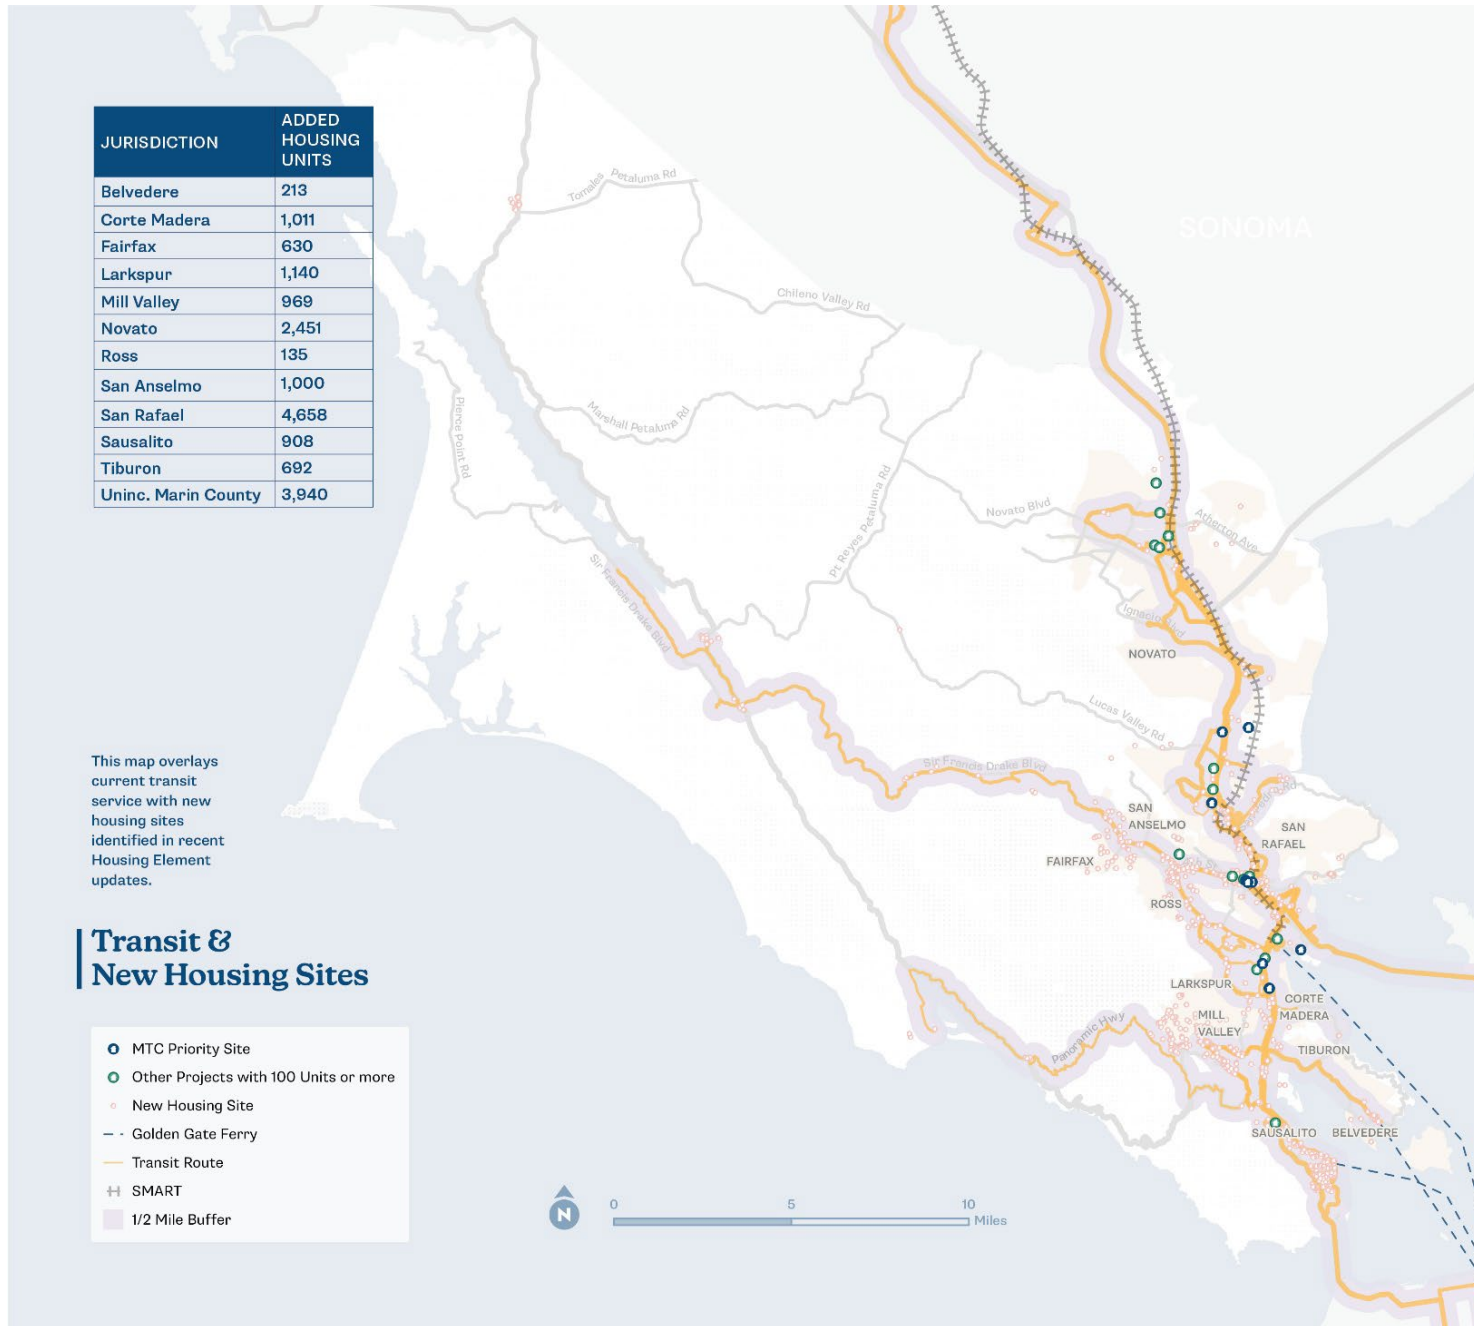 JURISDICTION
ADDED
HOUSING
UNITS
Belvedere 213
Corte Madera 1,011
Fairfax 630
Larkspur 1,140
Mill Valley 969
Novato 2,451
Ross 135
San Anselmo 1,000
San Rafael 4,658
Sausalito 908
Tiburon 692
Uninc. Marin County 3,940
This map overlays
current transit
service with new
housing sites
identified in recent
Housing Element
updates.
Transit &
New Housing Sites
MTC Priority Site
Other Projects with 100 Units or more
New Housing Site
Golden Gate Ferry
Transit Route
SMART
1/2 Mile Buffer
N
0 5 10
Miles
SONOMA
Tomales Petaluma Rd
Chileno Valley Rd
Marshall Petaluma Rd
Pierce Point Rd
Pt Reyes Petaluma Rd
Novato Blvd
Atherton Ave
Sir Francis Drake Blvd
Ignacio Blvd
NOVATO
Lucas Valley Rd
Sir Francis Drake Blvd
SAN
ANSELMO
SAN
RAFAEL
FAIRFAX
ROSS
LARKSPUR
CORTE
MADERA
MILL
VALLEY
Panoramic Hwy
TIBURON
SAUSALITO
BELVEDERE